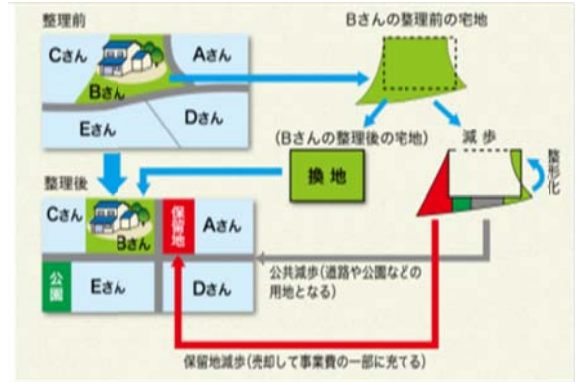 整理前
Bさんの整理前の宅地
Cさん
Aさん
Bさん
Eさん
Dさん
(Bさんの整理後の宅地)
減歩
換地
整形化
整理後
Cさん
Bさん
保留地
Aさん
公園
Eさん
Dさん
公共減歩(道路や公園などの
用地となる)
保留地減歩(売却して事業費の一部に充てる)